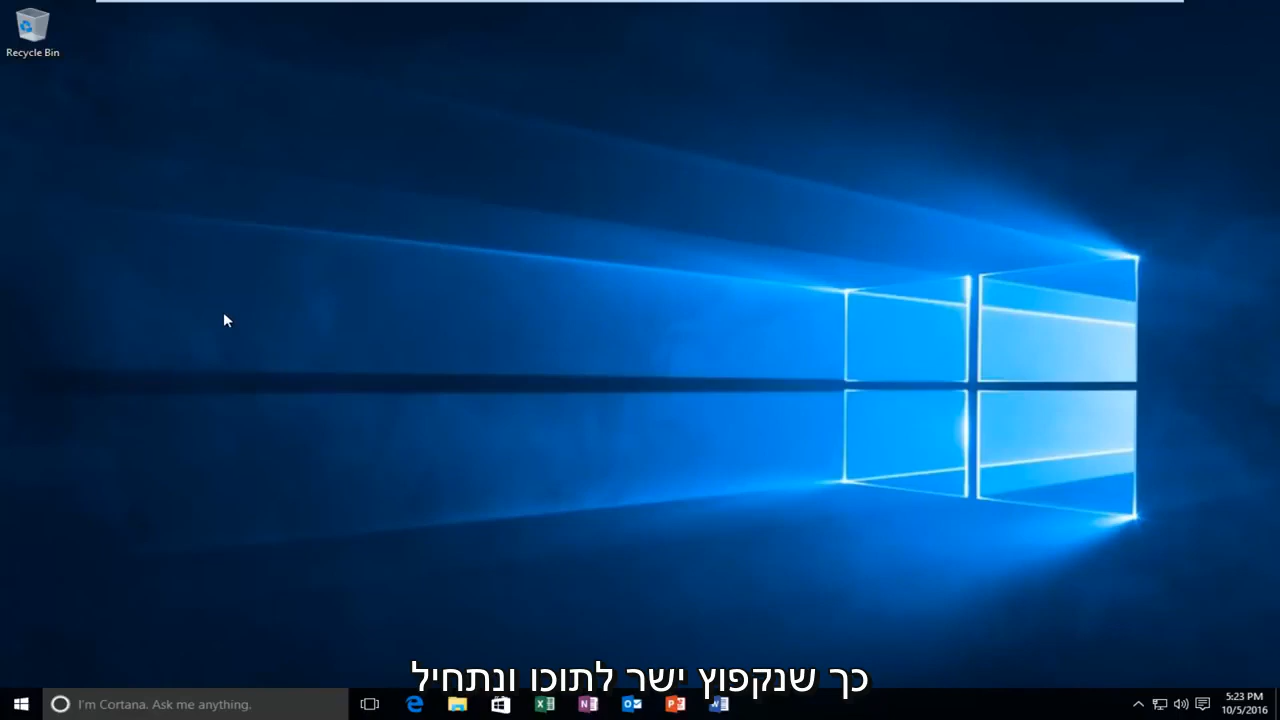 Recycle Bin
כך שנקפוץ ישר לתוכו ונתחיל
I'm Cortana. Ask me anything.
5:23 PM
10/5/2016